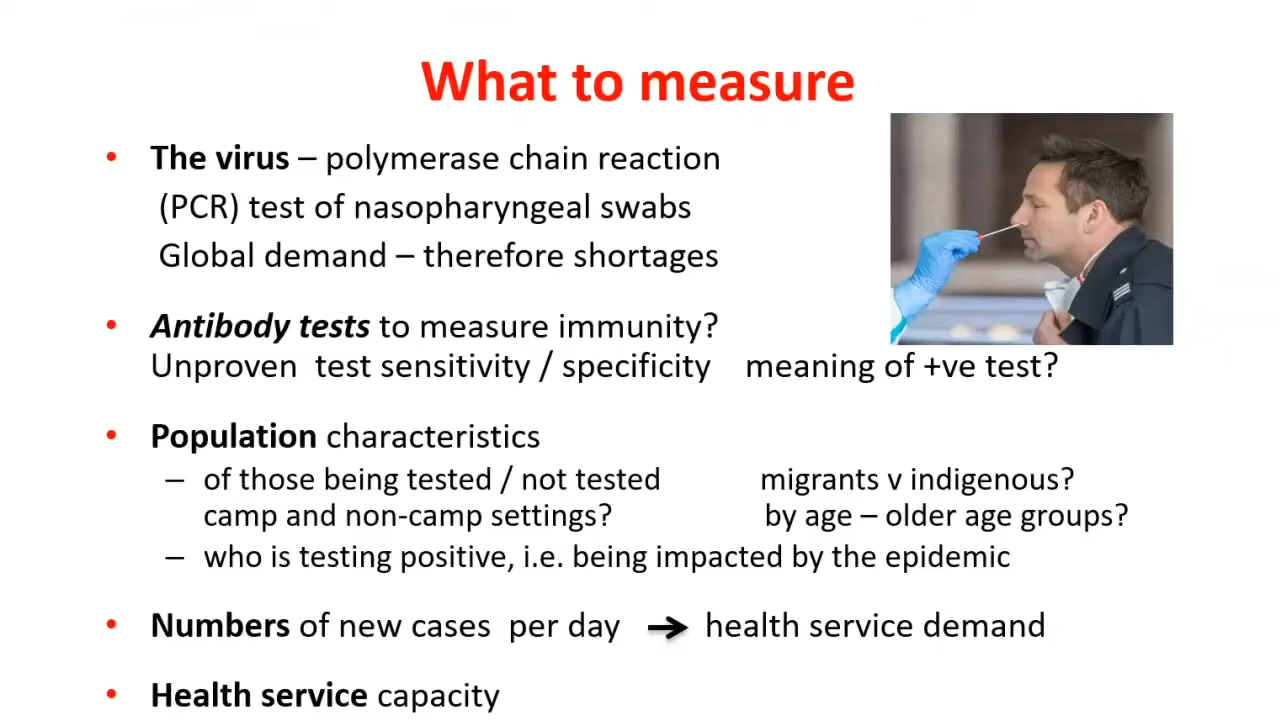 What to measure
• The virus – polymerase chain reaction
(PCR) test of nasopharyngeal swabs
Global demand – therefore shortages
• Antibody tests to measure immunity?
Unproven test sensitivity / specificity meaning of +ve test?
• Population characteristics
– of those being tested / not tested migrants v indigenous?
camp and non-camp settings? by age – older age groups?
– who is testing positive, i.e. being impacted by the epidemic
• Numbers of new cases per day → health service demand
• Health service capacity